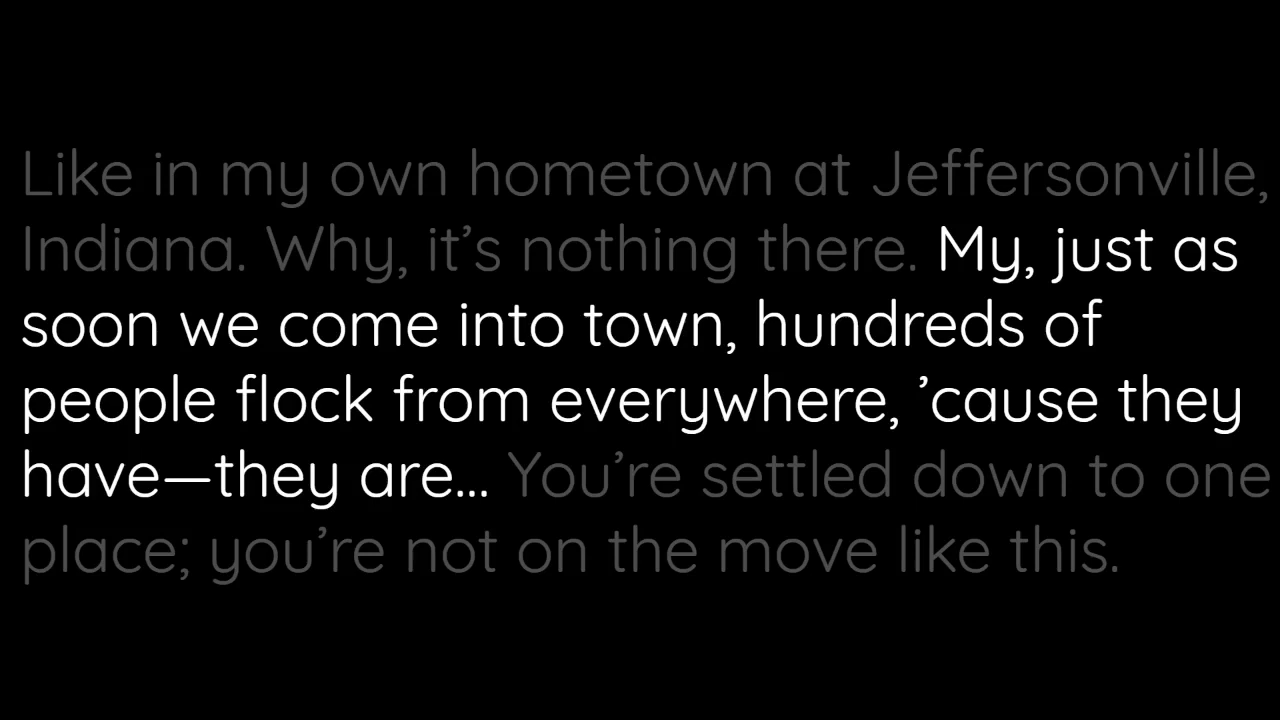 Like in my own hometown at Jeffersonville,
Indiana. Why, it’s nothing there. My, just as
soon we come into town, hundreds of
people flock from everywhere, ’cause they
have—they are... You’re settled down to one
place; you’re not on the move like this.